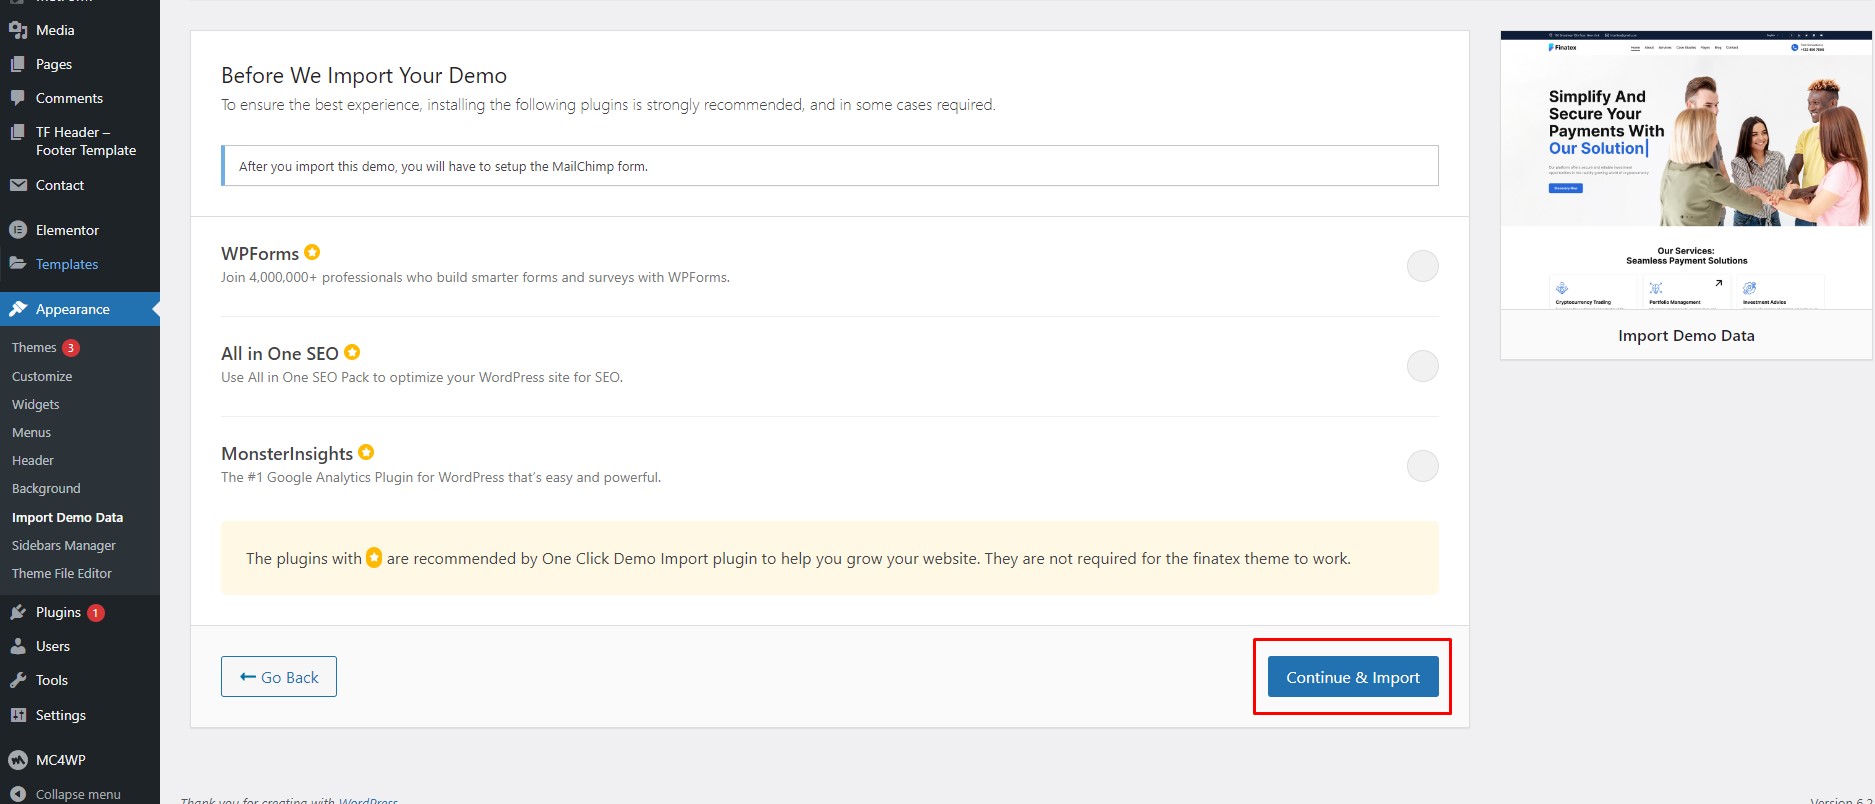 Media
Pages
Comments
TF Header –
Footer Template
Contact
Elementor
Templates
Appearance
Themes 3
Customize
Widgets
Menus
Header
Background
Import Demo Data
Sidebars Manager
Theme File Editor
Plugins 1
Users
Tools
Settings
MC4WP
Collapse menu
Before We Import Your Demo
To ensure the best experience, installing the following plugins is strongly recommended, and in some cases required.
After you import this demo, you will have to setup the MailChimp form.
WPForms
Join 4,000,000+ professionals who build smarter forms and surveys with WPForms.
All in One SEO
Use All in One SEO Pack to optimize your WordPress site for SEO.
MonsterInsights
The #1 Google Analytics Plugin for WordPress that's easy and powerful.
The plugins with are recommended by One Click Demo Import plugin to help you grow your website. They are not required for the finatex theme to work.
Go Back
Continue & Import
Thank you for creating with WordPress
Version 6.2
Finatex
Home About Services Case Studies Pages Blog Contact
Simplify And
Secure Your
Payments With
Our Solution
Our Services:
Seamless Payment Solutions
Cryptocurrency Trading
Portfolio Management
Investment Advice
Import Demo Data